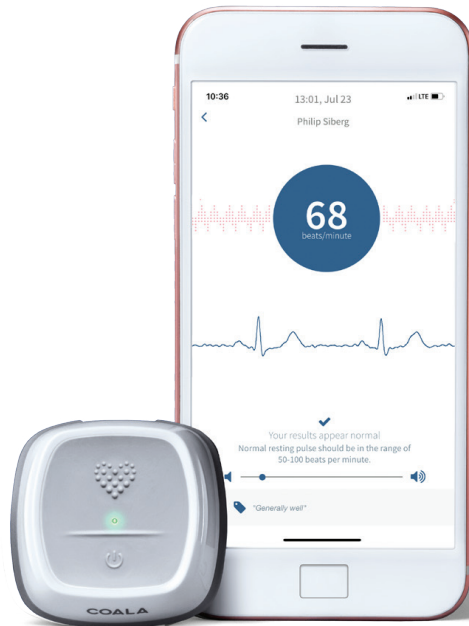 10:36
13:01, Jul 23
LTE
Philip Siberg
68
beats/minute
Your results appear normal
Normal resting pulse should be in the range of
50-100 beats per minute.
"Generally well"
COALA